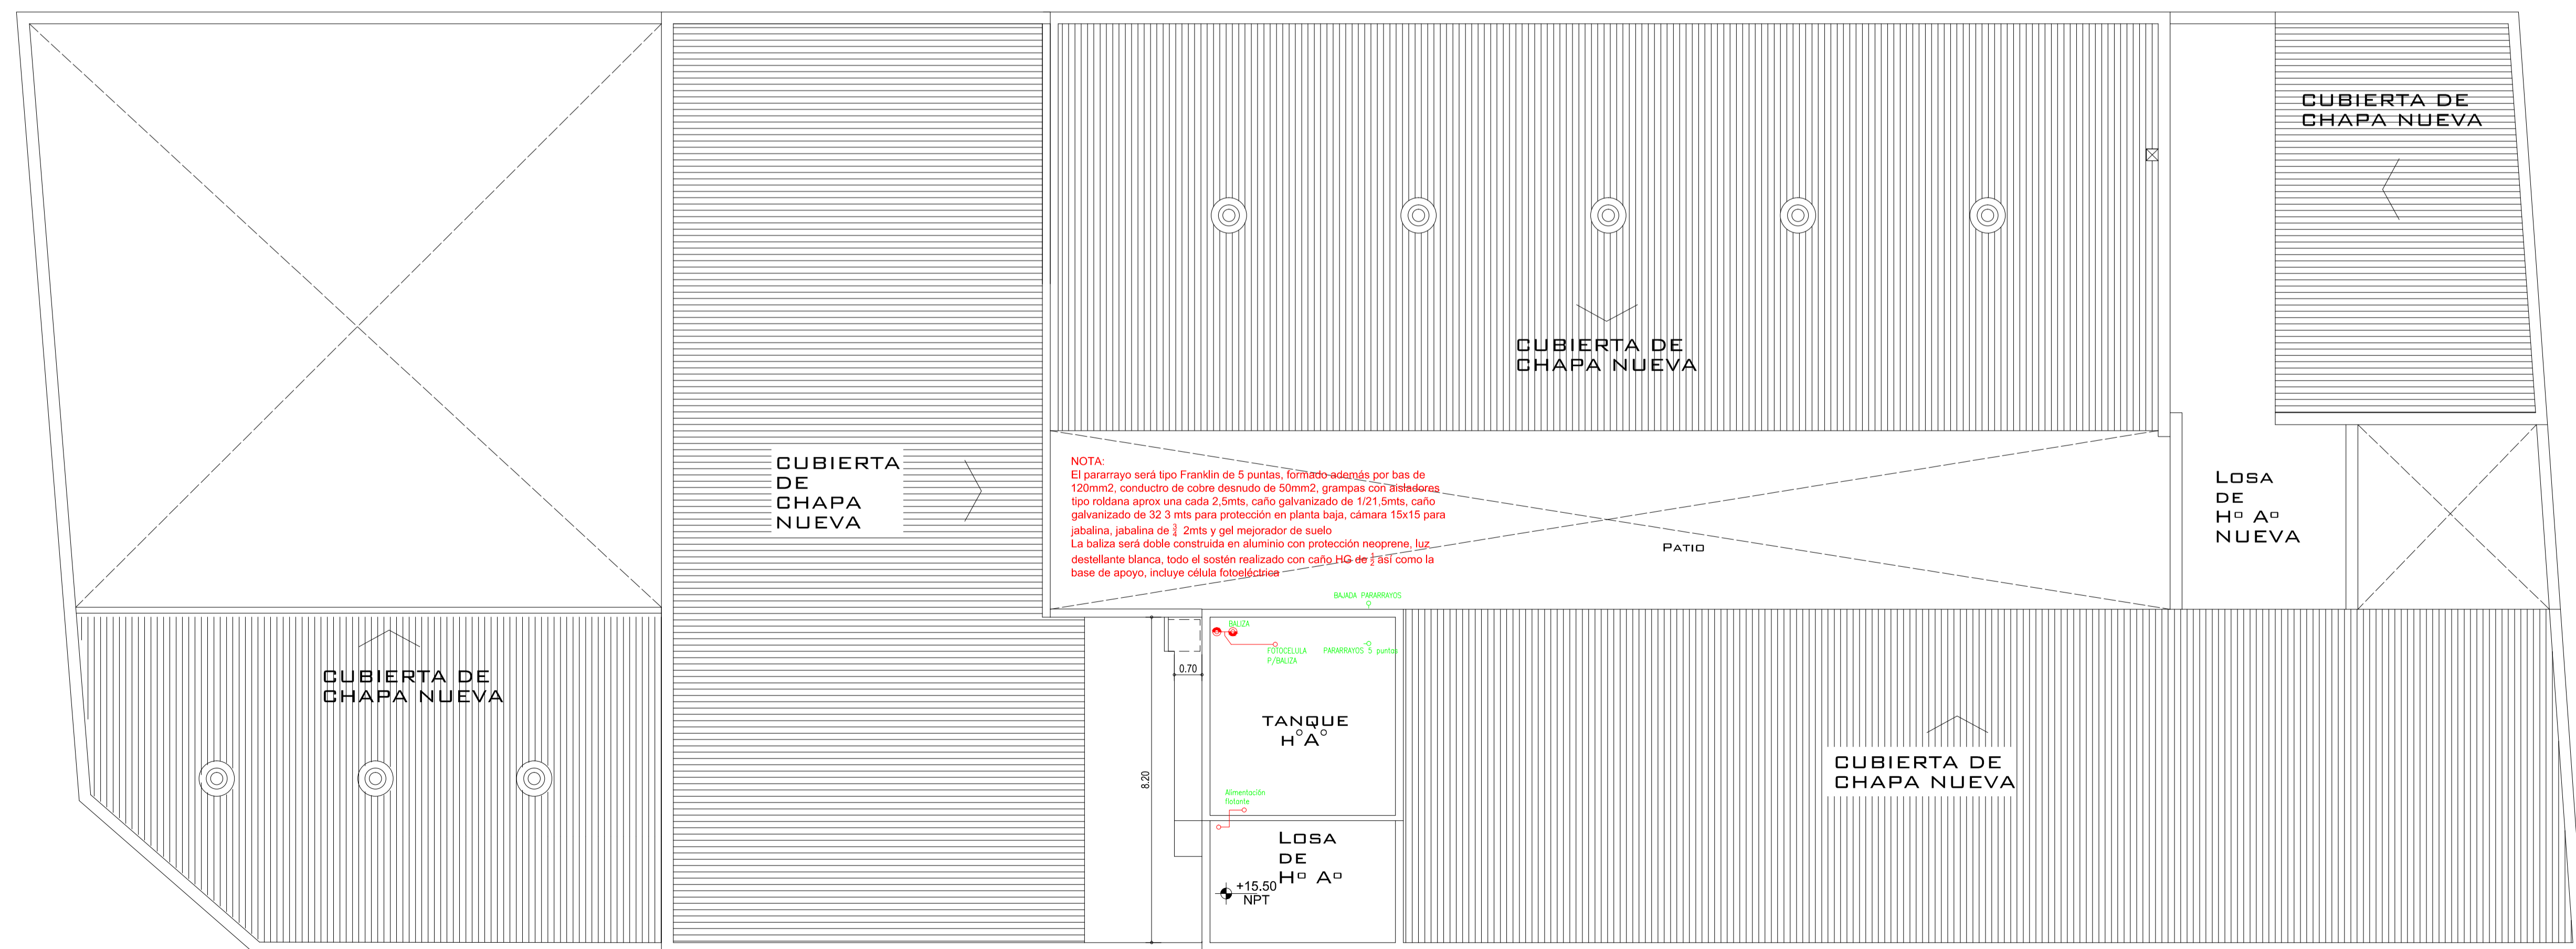 CUBIERTA DE
CHAPA NUEVA
CUBIERTA DE
CHAPA NUEVA
CUBIERTA
DE
CHAPA
NUEVA
NOTA:
El pararrayo será tipo Franklin de 5 puntas, formado además por bas de
120mm2, conductro de cobre desnudo de 50mm2, grampas con aisladores
tipo roldana aprox una cada 2,5mts, caño galvanizado de 1/21,5mts, caño
galvanizado de 32 3 mts para protección en planta baja, cámara 15x15 para
jabalina, jabalina de 3/4 2mts y gel mejorador de suelo
La baliza será doble construida en aluminio con protección neoprene, luz
destellante blanca, todo el sostén realizado con caño HG de 1/2 así como la
base de apoyo, incluye célula fotoeléctrica
PATIO
LOSA
DE
Hº Aº
NUEVA
BAJADA PARARRAYOS
BALIZA
FOTOCELULA
P/BALIZA
PARARRAYOS 5 puntas
0.70
CUBIERTA DE
CHAPA NUEVA
TANQUE
H°A°
8.20
CUBIERTA DE
CHAPA NUEVA
Alimentación
flotante
LOSA
DE
Hº Aº
+15.50
NPT